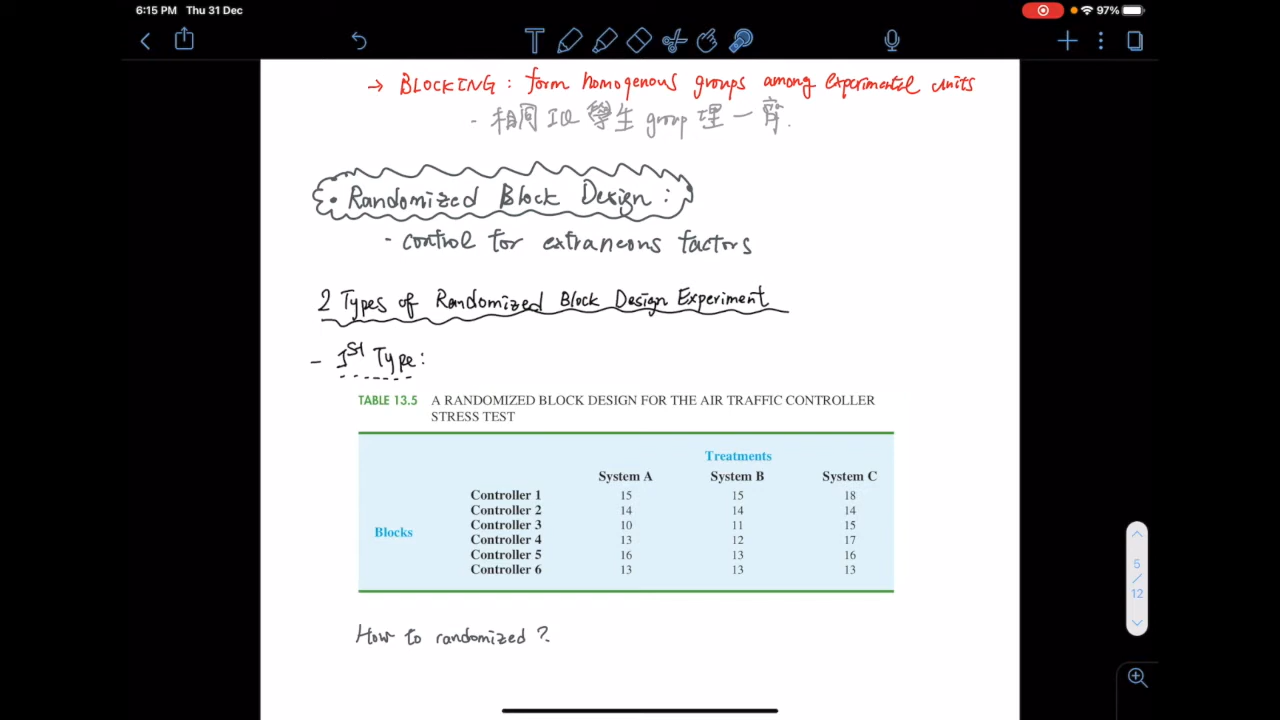 6:15 PM Thu 31 Dec
97%
→ BLOCKING : form homogenous groups among experimental units
- 相同 IQ 學生 group 埋一齊.
• Randomized Block Design :
- control for extraneous factors
2 Types of Randomized Block Design Experiment
- 1st Type :
TABLE 13.5 A RANDOMIZED BLOCK DESIGN FOR THE AIR TRAFFIC CONTROLLER
STRESS TEST
Treatments
System A System B System C
Controller 1 15 15 18
Controller 2 14 14 14
Controller 3 10 11 15
Blocks
Controller 4 13 12 17
Controller 5 16 13 16
Controller 6 13 13 13
How to randomized ?
5
/
12